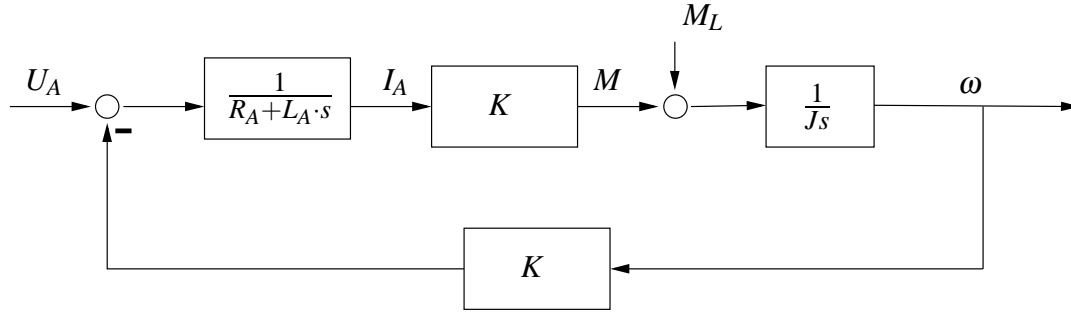 M_L
U_A
1/(R_A+L_A·s)
I_A
K
M
1/(Js)
ω
K